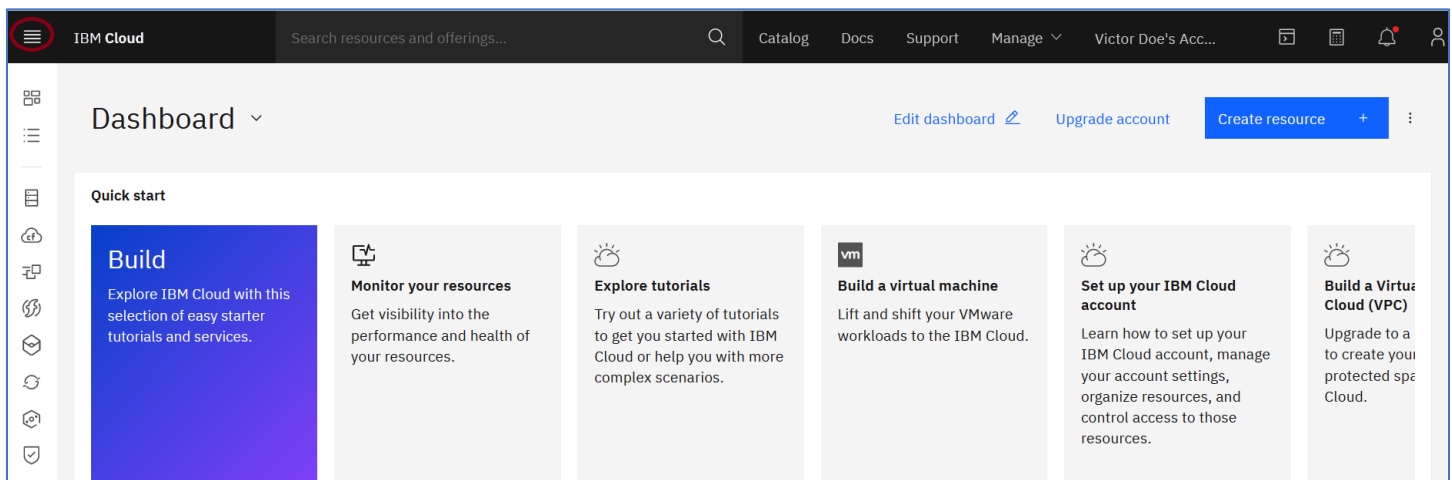 IBM Cloud
Search resources and offerings...
Catalog
Docs
Support
Manage
Victor Doe's Acc...
Dashboard
Edit dashboard
Upgrade account
Create resource +
Quick start
Build
Explore IBM Cloud with this
selection of easy starter
tutorials and services.
Monitor your resources
Get visibility into the
performance and health of
your resources.
Explore tutorials
Try out a variety of tutorials
to get you started with IBM
Cloud or help you with more
complex scenarios.
vm
Build a virtual machine
Lift and shift your VMware
workloads to the IBM Cloud.
Set up your IBM Cloud
account
Learn how to set up your
IBM Cloud account, manage
your account settings,
organize resources, and
control access to those
resources.
Build a Virtua
Cloud (VPC)
Upgrade to a
to create your
protected spa
Cloud.
cf